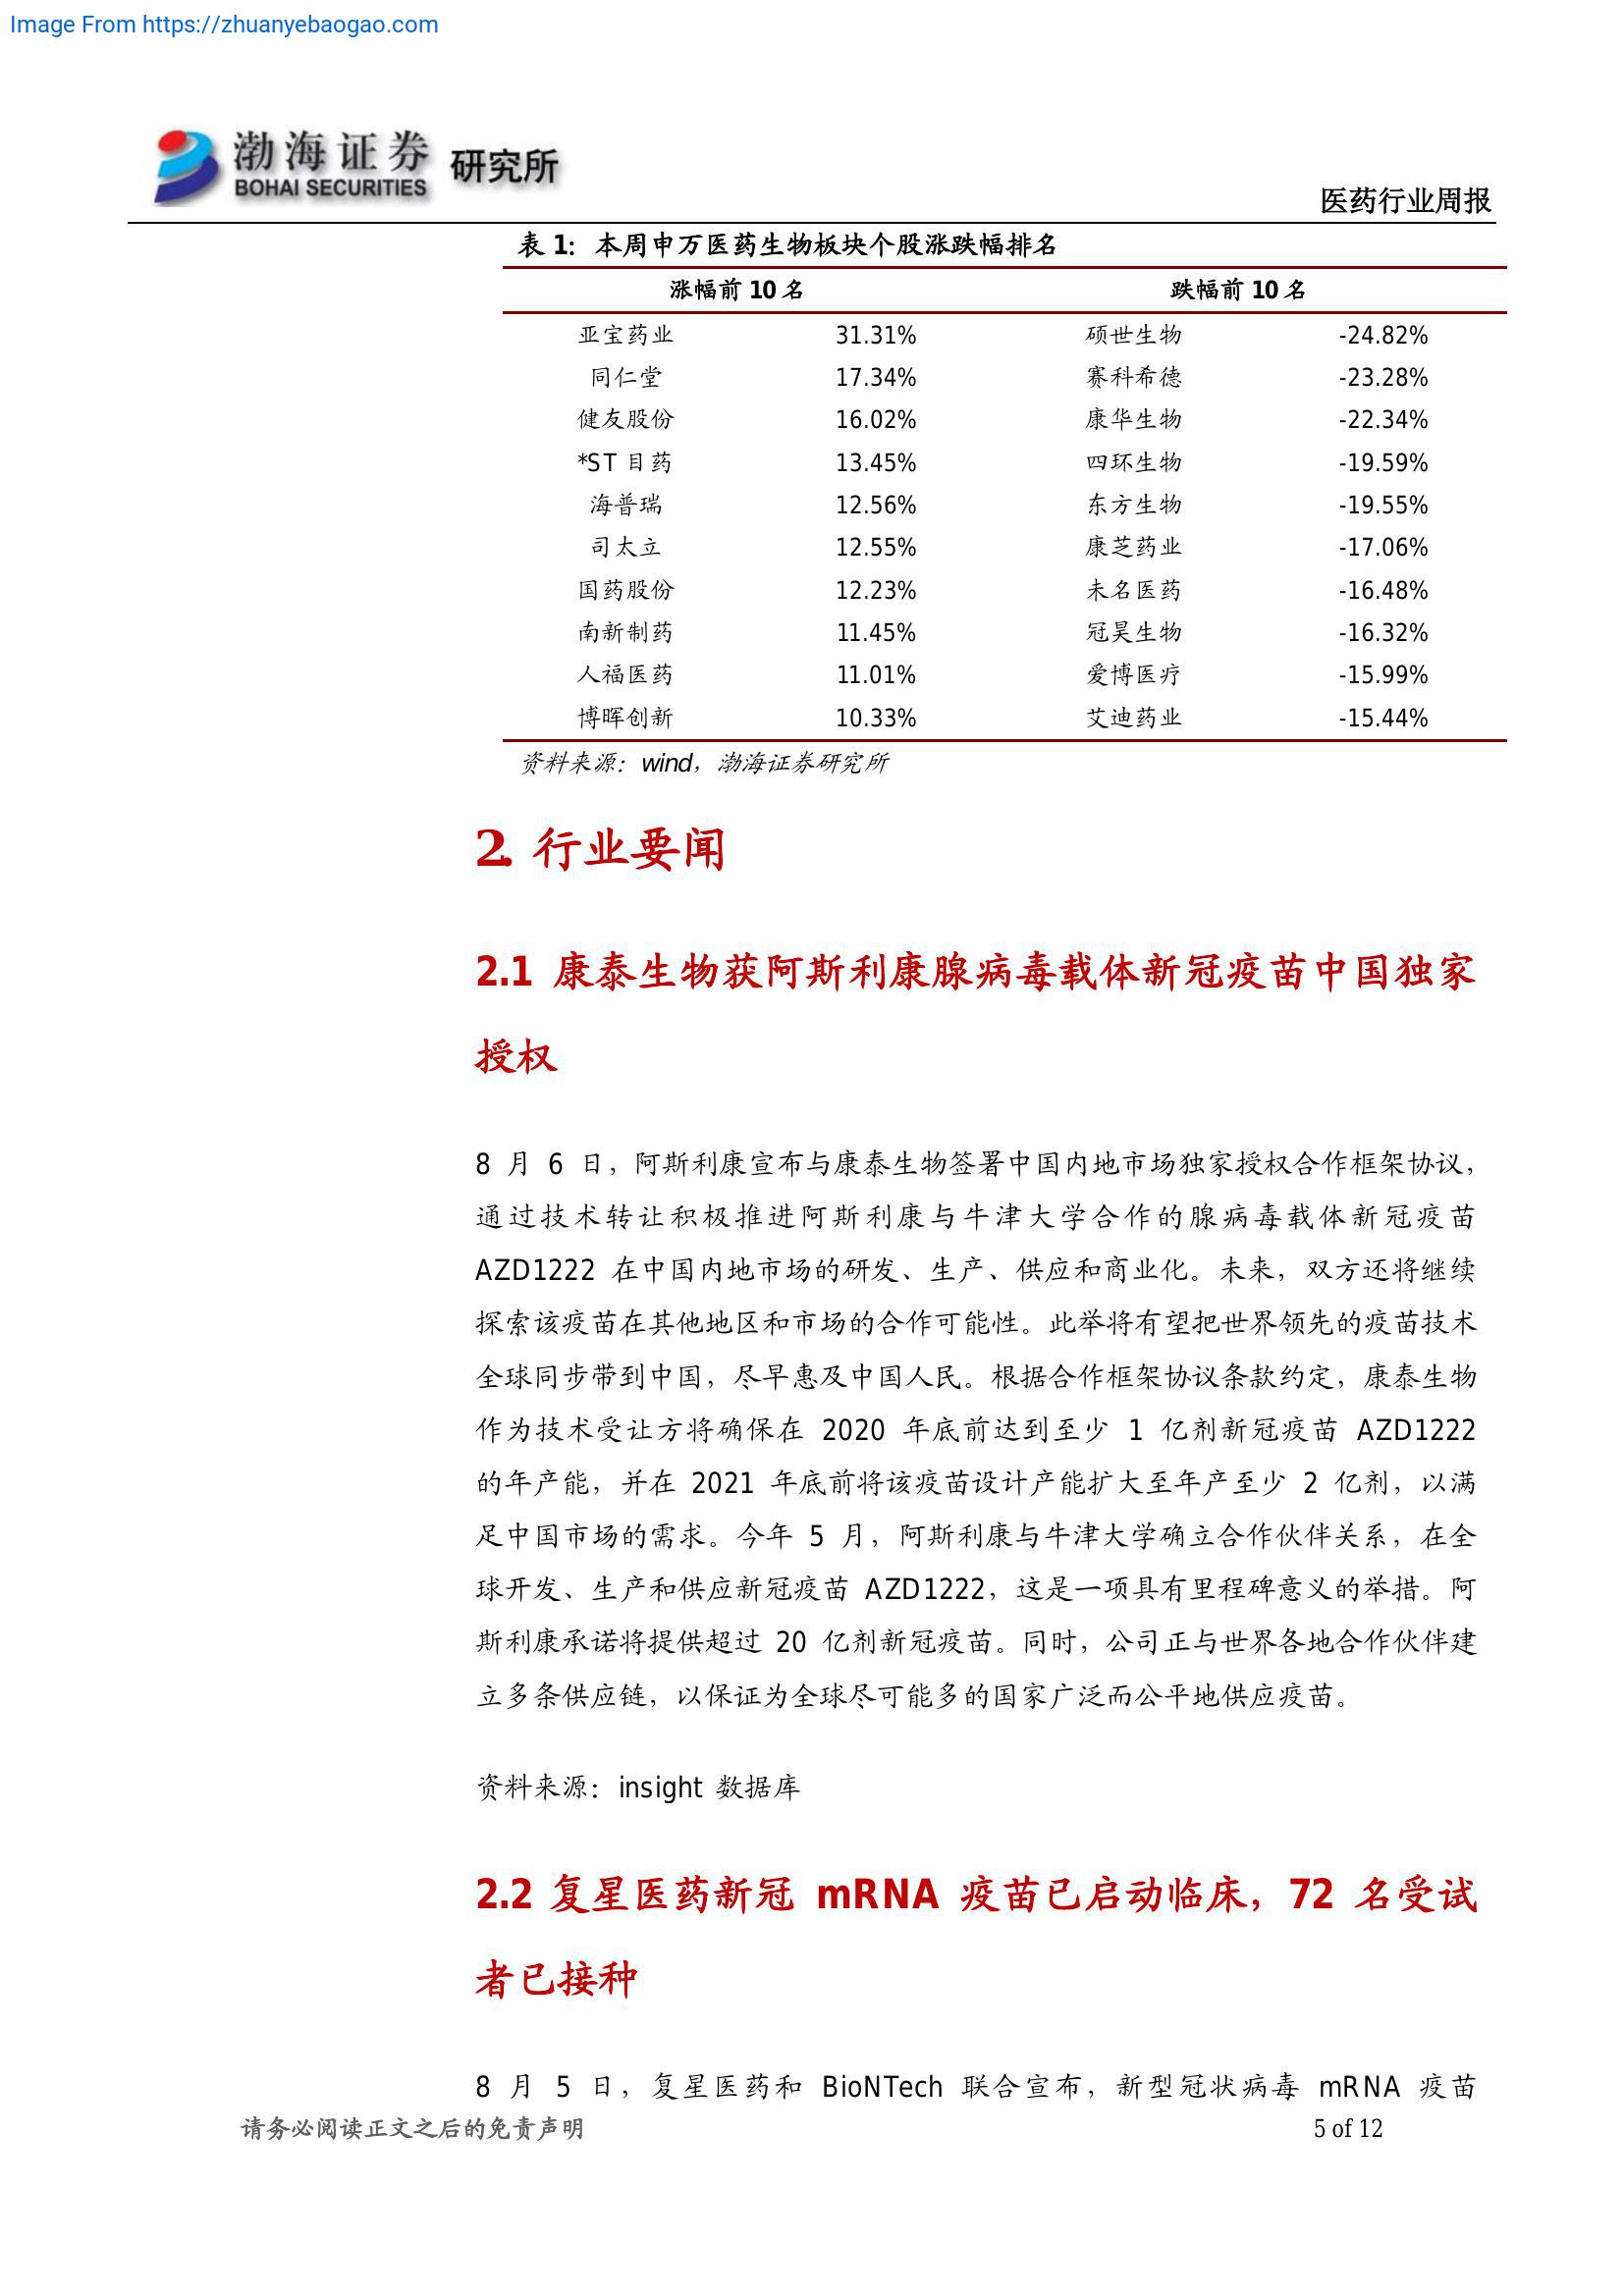 Image From https://zhuanyebaogao.com
渤海证券 研究所
BOHAI SECURITIES
医药行业周报
表 1：本周申万医药生物板块个股涨跌幅排名
涨幅前 10 名 跌幅前 10 名
亚宝药业 31.31% 硕世生物 -24.82%
同仁堂 17.34% 赛科希德 -23.28%
健友股份 16.02% 康华生物 -22.34%
*ST 目药 13.45% 四环生物 -19.59%
海普瑞 12.56% 东方生物 -19.55%
司太立 12.55% 康芝药业 -17.06%
国药股份 12.23% 未名医药 -16.48%
南新制药 11.45% 冠昊生物 -16.32%
人福医药 11.01% 爱博医疗 -15.99%
博晖创新 10.33% 艾迪药业 -15.44%
资料来源：wind，渤海证券研究所
2. 行业要闻
2.1 康泰生物获阿斯利康腺病毒载体新冠疫苗中国独家
授权
8 月 6 日，阿斯利康宣布与康泰生物签署中国内地市场独家授权合作框架协议，
通过技术转让积极推进阿斯利康与牛津大学合作的腺病毒载体新冠疫苗
AZD1222 在中国内地市场的研发、生产、供应和商业化。未来，双方还将继续
探索该疫苗在其他地区和市场的合作可能性。此举将有望把世界领先的疫苗技术
全球同步带到中国，尽早惠及中国人民。根据合作框架协议条款约定，康泰生物
作为技术受让方将确保在 2020 年底前达到至少 1 亿剂新冠疫苗 AZD1222
的年产能，并在 2021 年底前将该疫苗设计产能扩大至年产至少 2 亿剂，以满
足中国市场的需求。今年 5 月，阿斯利康与牛津大学确立合作伙伴关系，在全
球开发、生产和供应新冠疫苗 AZD1222，这是一项具有里程碑意义的举措。阿
斯利康承诺将提供超过 20 亿剂新冠疫苗。同时，公司正与世界各地合作伙伴建
立多条供应链，以保证为全球尽可能多的国家广泛而公平地供应疫苗。
资料来源：insight 数据库
2.2 复星医药新冠 mRNA 疫苗已启动临床，72 名受试
者已接种
8 月 5 日，复星医药和 BioNTech 联合宣布，新型冠状病毒 mRNA 疫苗
请务必阅读正文之后的免责声明 5 of 12